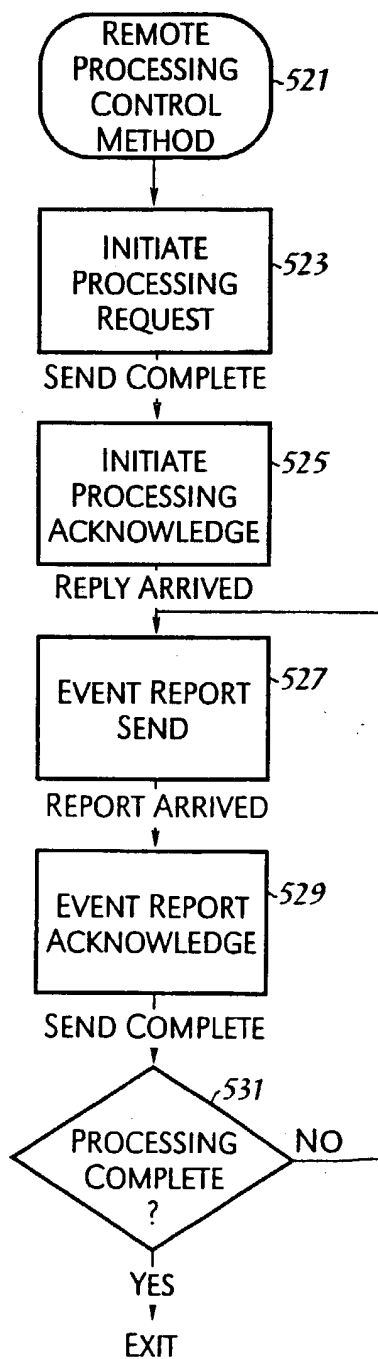 REMOTE
PROCESSING
CONTROL
METHOD
521
INITIATE
PROCESSING
REQUEST
523
SEND COMPLETE
INITIATE
PROCESSING
ACKNOWLEDGE
525
REPLY ARRIVED
EVENT REPORT
SEND
527
REPORT ARRIVED
EVENT REPORT
ACKNOWLEDGE
529
SEND COMPLETE
531
PROCESSING
COMPLETE
?
NO
YES
EXIT